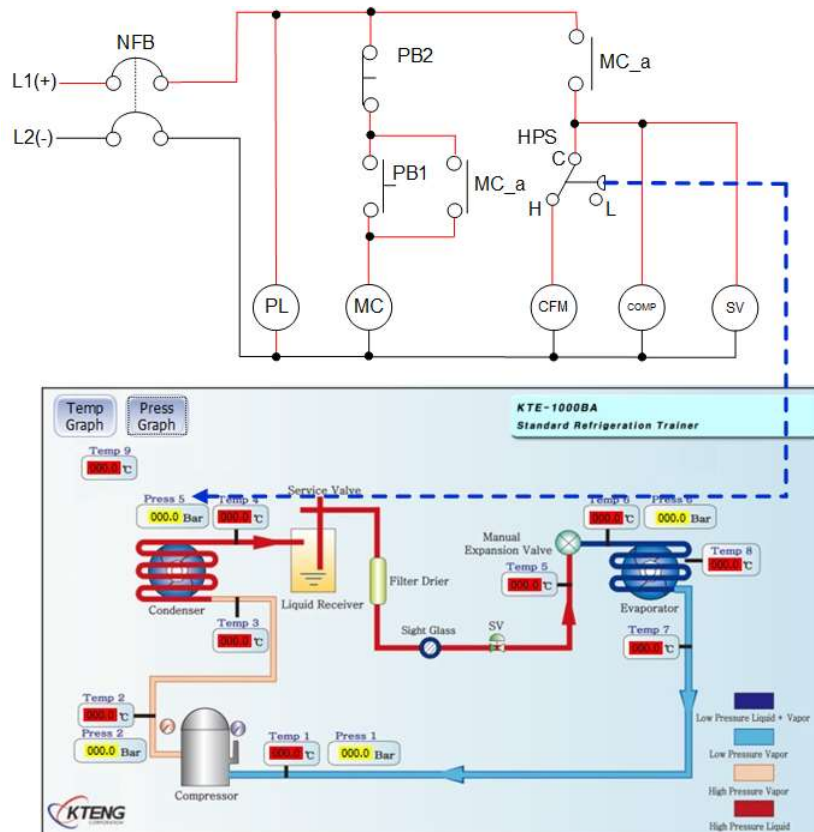 NFB
L1(+)
L2(-)
PB2
MC_a
HPS
C
PB1
MC_a
H
L
PL
MC
CFM
COMP
SV
Temp
Graph
Press
Graph
KTE-1000BA
Standard Refrigeration Trainer
Temp 9
000.0 ℃
Press 5
000.0 Bar
Temp 4
000.0 ℃
Service Valve
Temp 6
000.0 ℃
Press 6
000.0 Bar
Manual
Expansion Valve
Temp 8
000.0 ℃
Temp 5
000.0 ℃
Filter Drier
Condenser
Liquid Receiver
Evaporator
Temp 3
000.0 ℃
Sight Glass
SV
Temp 7
000.0 ℃
Temp 2
000.0 ℃
Press 2
000.0 Bar
Temp 1
000.0 ℃
Press 1
000.0 Bar
Compressor
Low Pressure Liquid + Vapor
Low Pressure Vapor
High Pressure Vapor
High Pressure Liquid
KTENG
CORPORATION